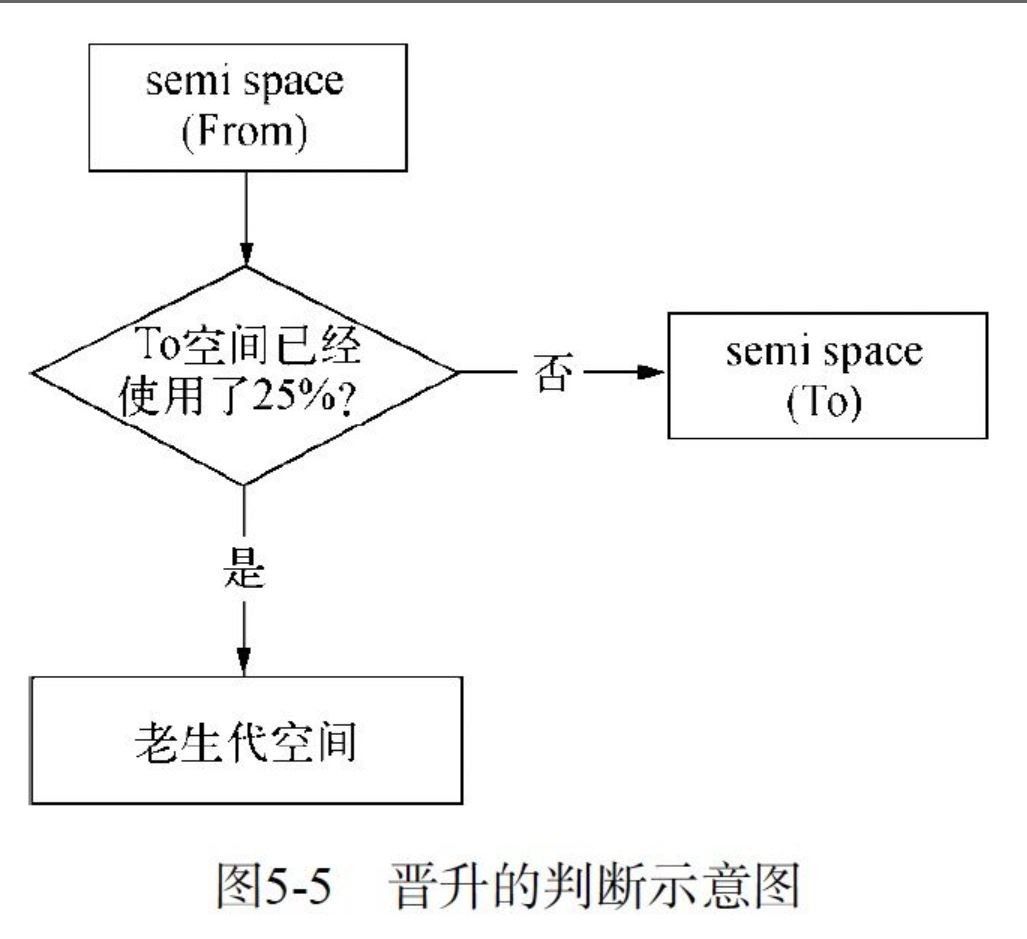 semi space
(From)
To空间已经
使用了25%?
否
semi space
(To)
是
老生代空间
图5-5 晋升的判断示意图